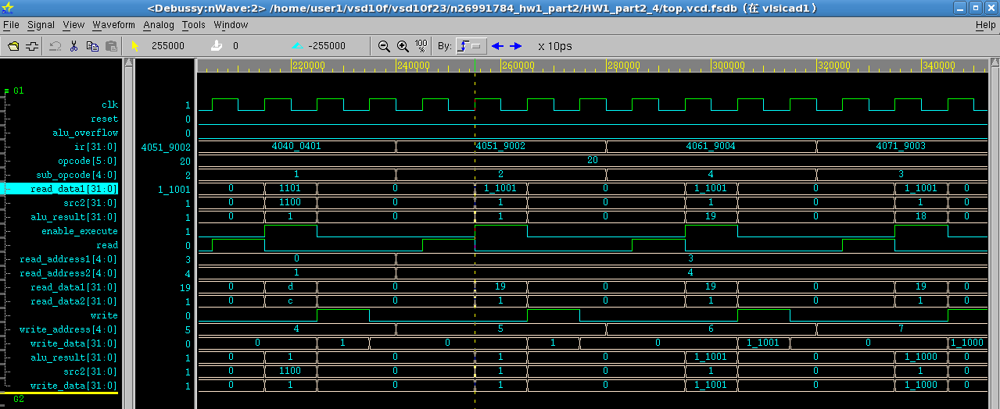 <Debussy:nWave:2> /home/user1/vsd10f/vsd10f23/n26991784_hw1_part2/HW1_part2_4/top.vcd.fsdb (在 vlsicad1)
File Signal View Waveform Analog Tools Window Help
255000 0 -255000 100% By: x 10ps
220000 240000 260000 280000 300000 320000 340000
G1
clk 1
reset 0
alu_overflow 0
ir[31:0] 4051_9002 4040_0401 4051_9002 4061_9004 4071_9003
opcode[5:0] 20 20
sub_opcode[4:0] 2 1 2 4 3
read_data1[31:0] 1_1001 0 1101 0 1_1001 0 1_1001 0 1_1001 0
src2[31:0] 1 0 1100 0 1 0 1 0 1 0
alu_result[31:0] 1 0 1 0 1 0 19 0 18 0
enable_execute 1
read 0
read_address1[4:0] 3 0 3
read_address2[4:0] 4 1 4
read_data1[31:0] 19 0 d 0 19 0 19 0 19 0
read_data2[31:0] 1 0 c 0 1 0 1 0 1 0
write 0
write_address[4:0] 5 4 5 6 7
write_data[31:0] 0 0 1 0 1 0 1_1001 0 1_1000
alu_result[31:0] 1 0 1 0 1 0 1_1001 0 1_1000 0
src2[31:0] 1 0 1100 0 1 0 1 0 1 0
write_data[31:0] 1 0 1 0 1 0 1_1001 0 1_1000 0
G2